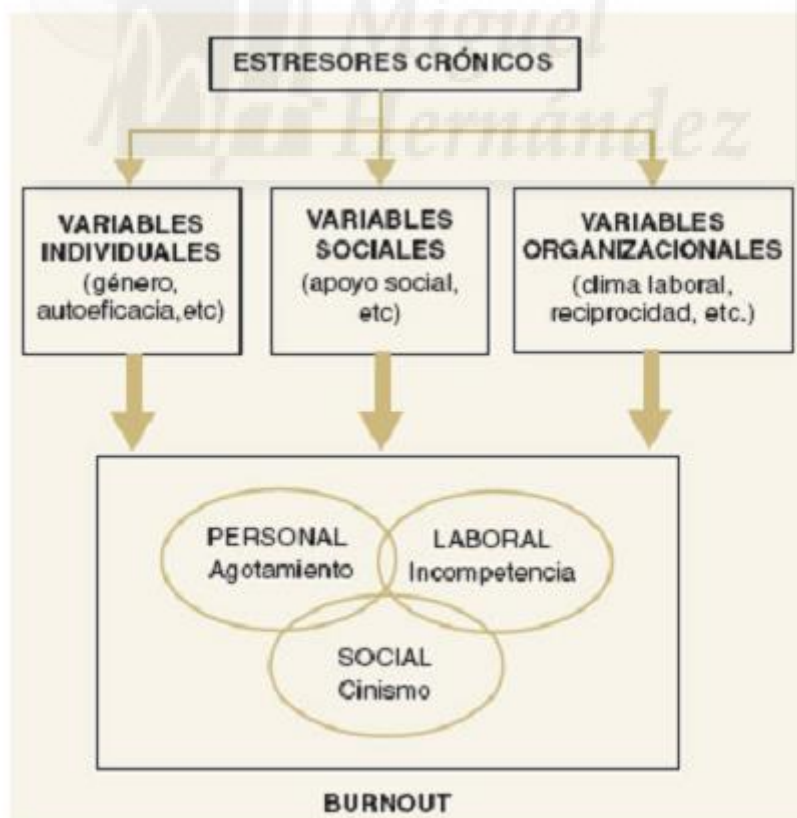 Miguel
Hernández
ESTRESORES CRÓNICOS
VARIABLES
INDIVIDUALES
(género,
autoeficacia,etc)
VARIABLES
SOCIALES
(apoyo social,
etc)
VARIABLES
ORGANIZACIONALES
(clima laboral,
reciprocidad, etc.)
PERSONAL
Agotamiento
LABORAL
Incompetencia
SOCIAL
Cinismo
BURNOUT